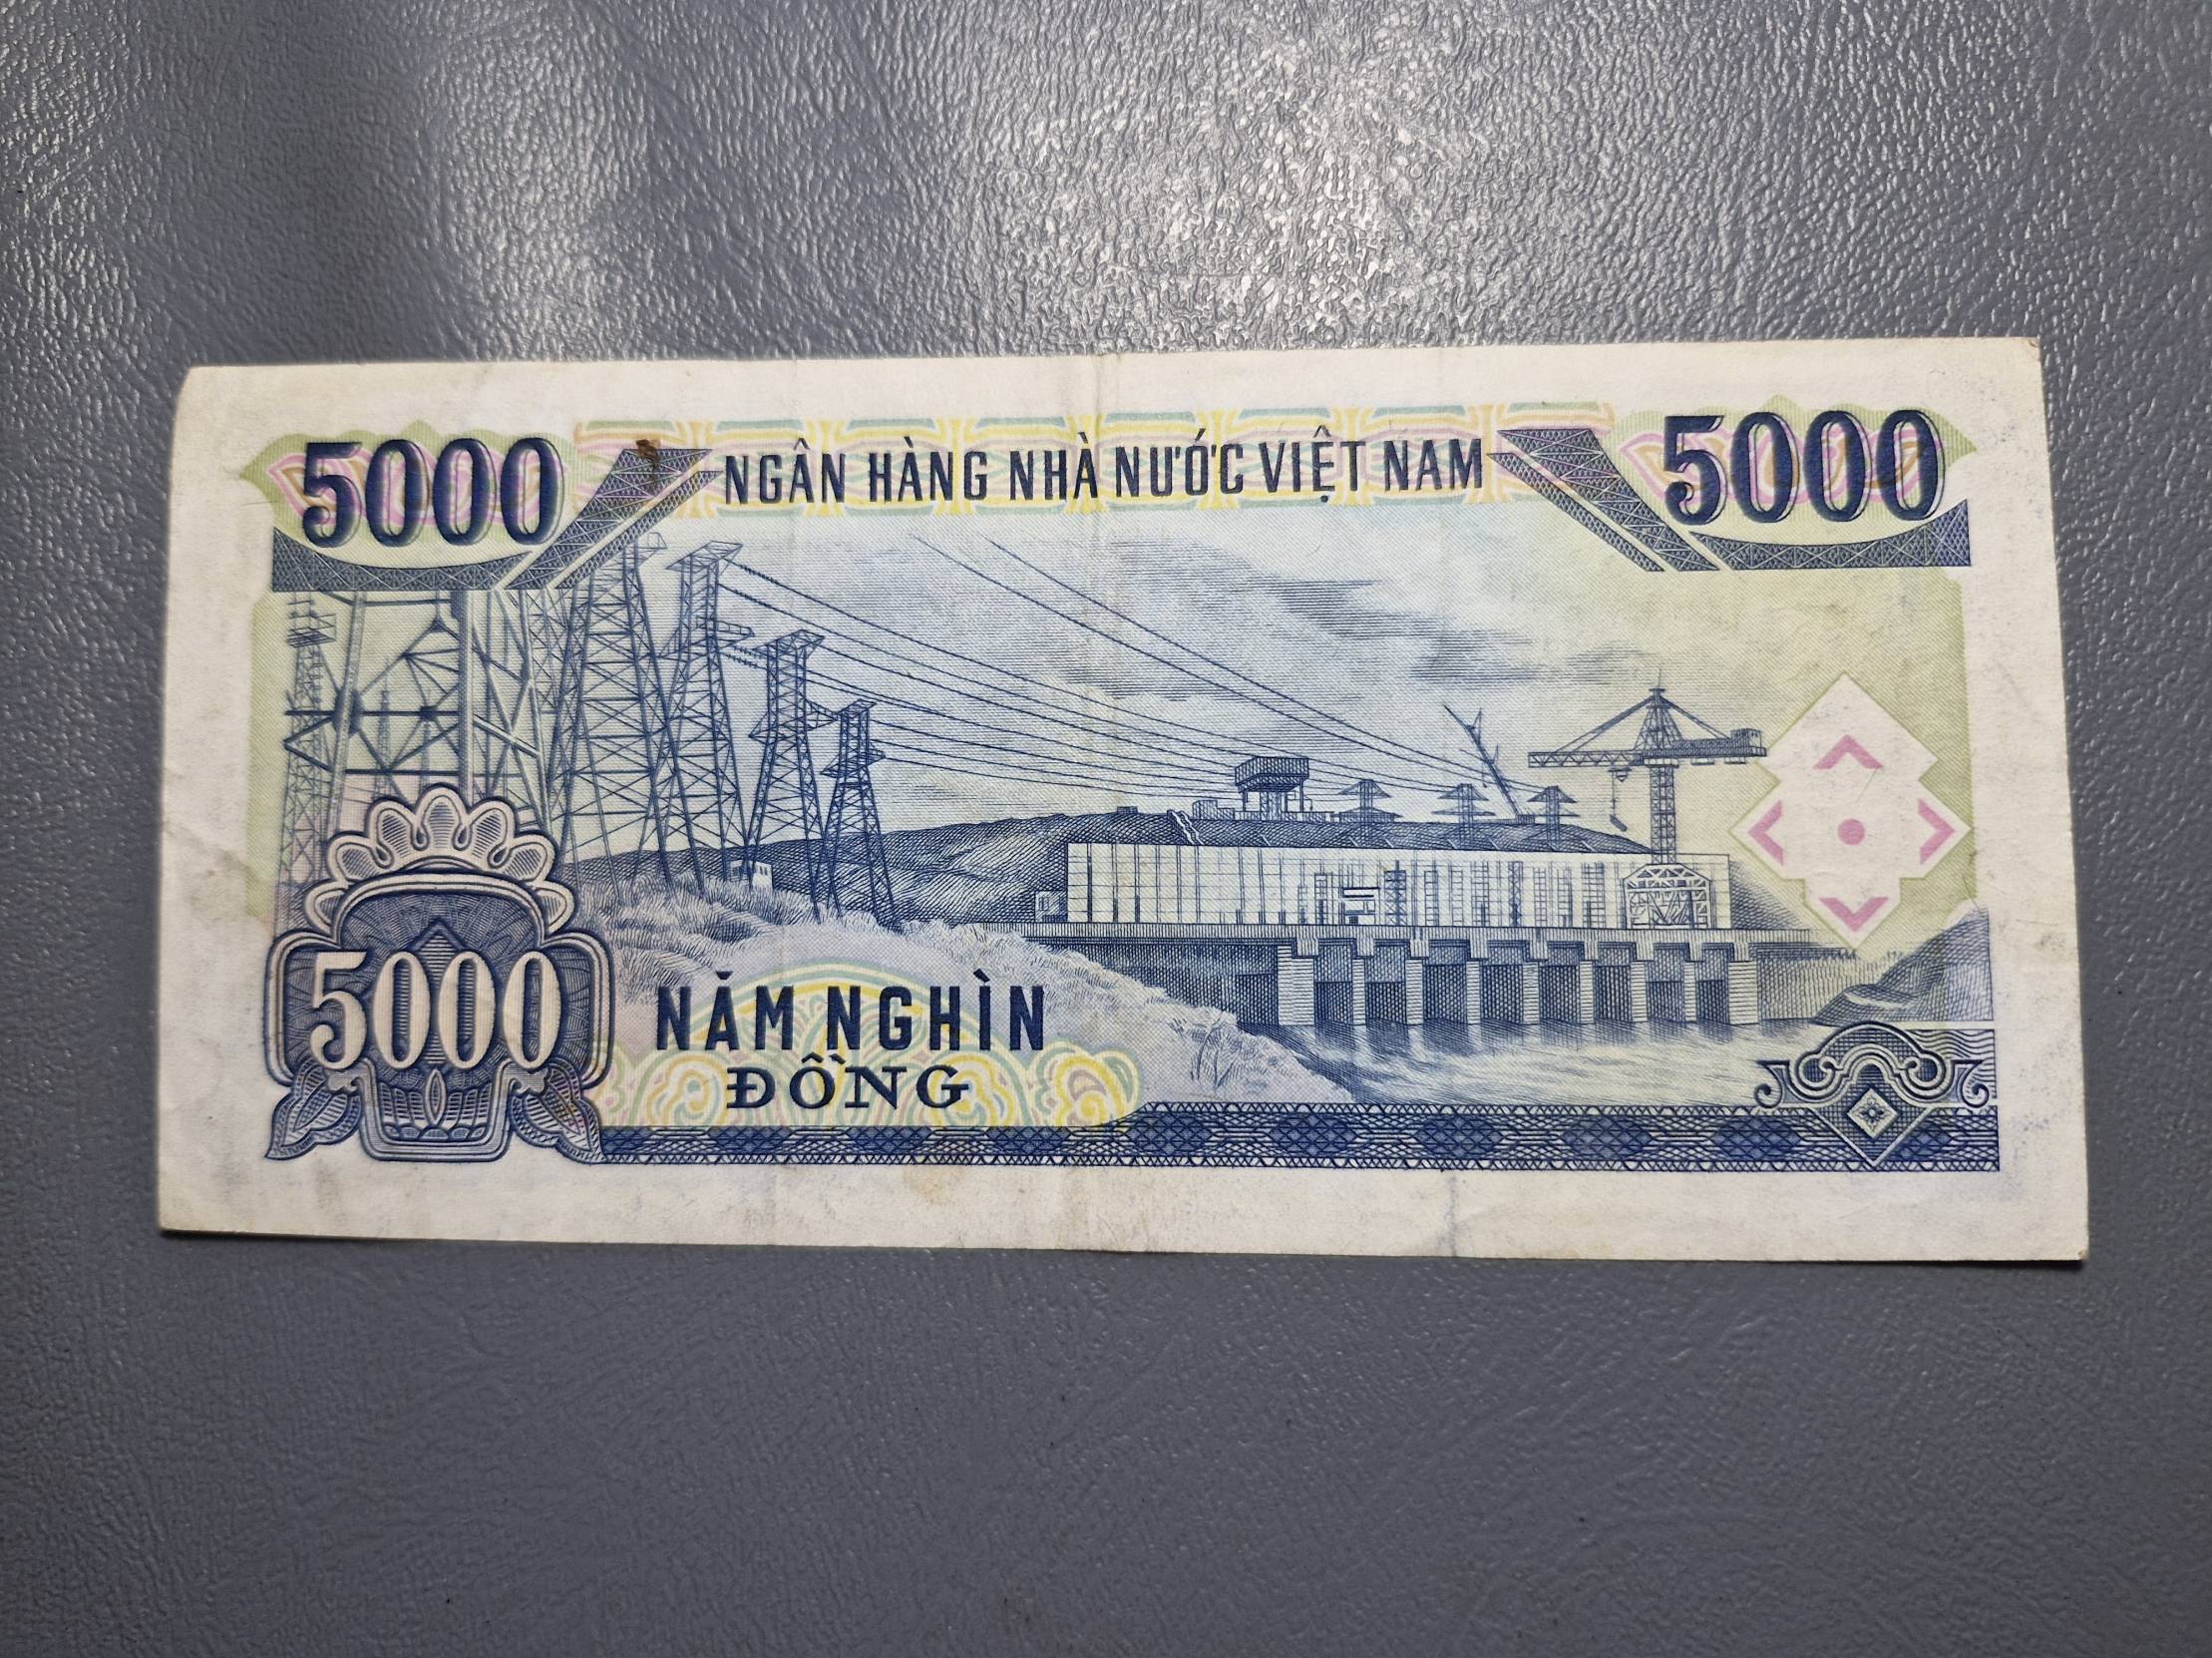 5000 NGÂN HÀNG NHÀ NƯỚC VIỆT NAM 5000
5000
NĂM NGHÌN
ĐỒNG